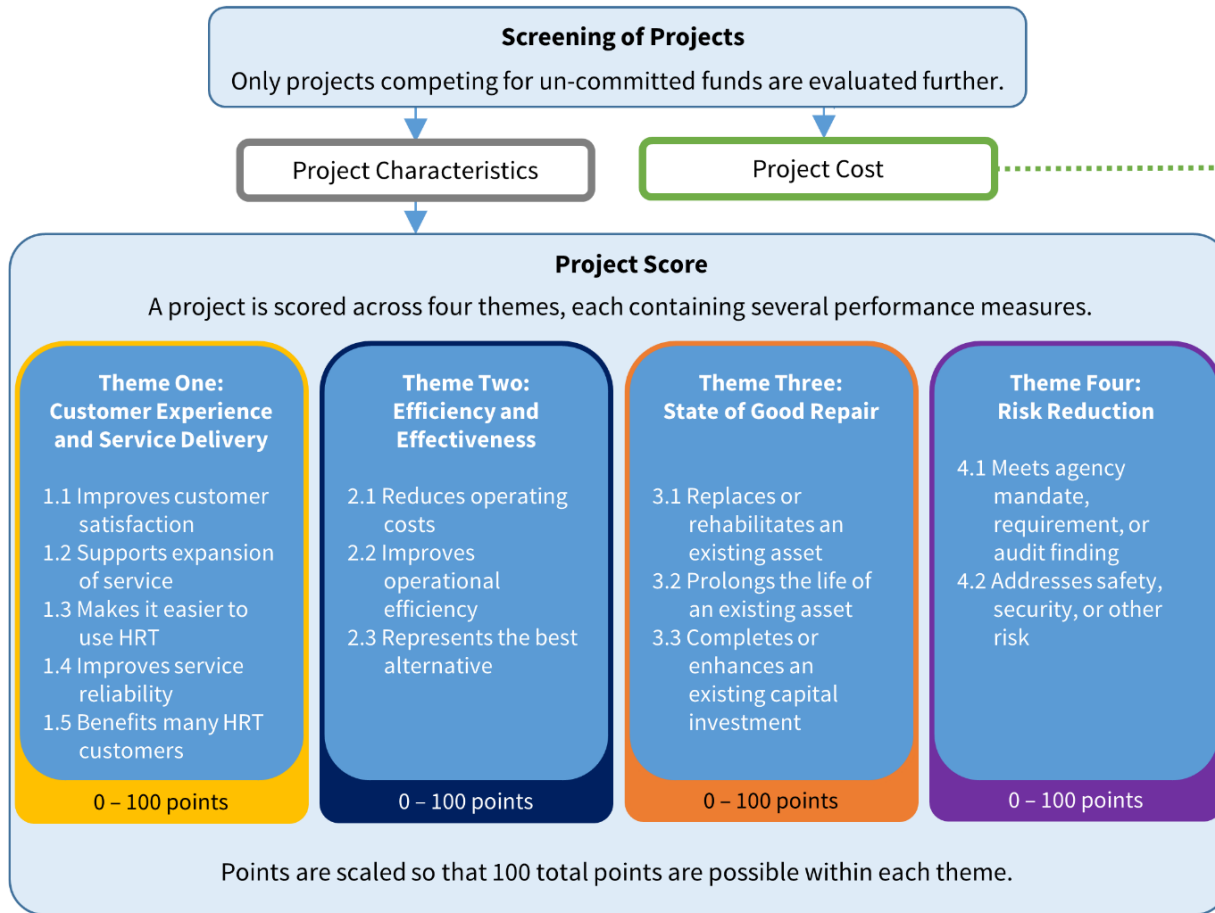 Screening of Projects
Only projects competing for un-committed funds are evaluated further.
Project Characteristics
Project Cost
Project Score
A project is scored across four themes, each containing several performance measures.
Theme One:
Customer Experience
and Service Delivery
1.1 Improves customer
satisfaction
1.2 Supports expansion
of service
1.3 Makes it easier to
use HRT
1.4 Improves service
reliability
1.5 Benefits many HRT
customers
0 – 100 points
Theme Two:
Efficiency and
Effectiveness
2.1 Reduces operating
costs
2.2 Improves
operational
efficiency
2.3 Represents the best
alternative
0 – 100 points
Theme Three:
State of Good Repair
3.1 Replaces or
rehabilitates an
existing asset
3.2 Prolongs the life of
an existing asset
3.3 Completes or
enhances an
existing capital
investment
0 – 100 points
Theme Four:
Risk Reduction
4.1 Meets agency
mandate,
requirement, or
audit finding
4.2 Addresses safety,
security, or other
risk
0 – 100 points
Points are scaled so that 100 total points are possible within each theme.